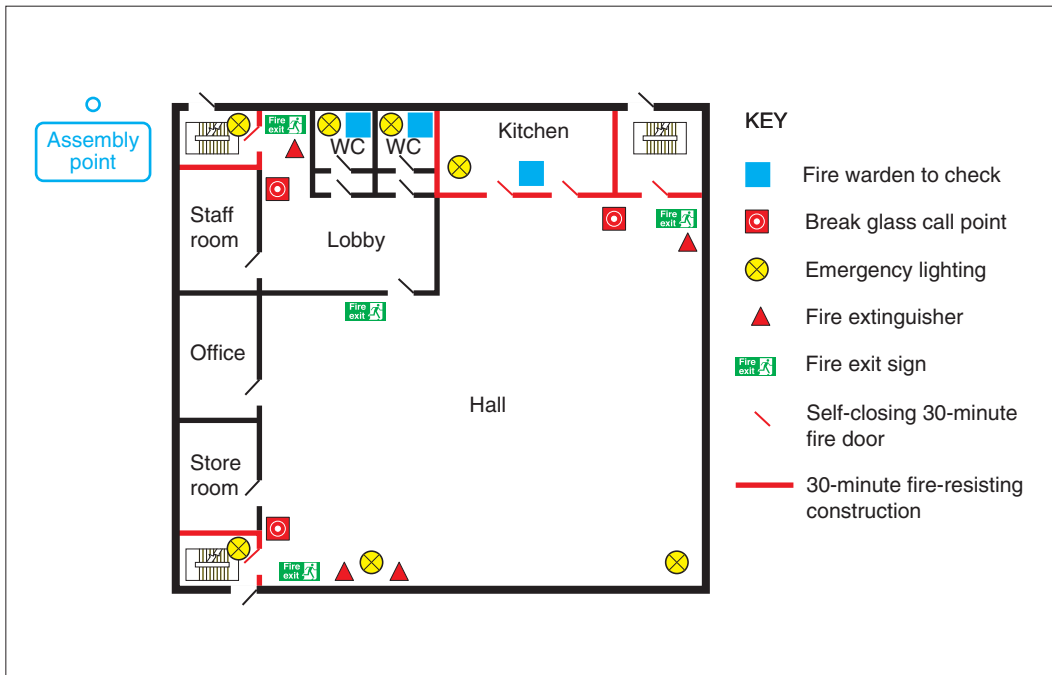 Assembly
point
Fire
exit
WC
WC
Kitchen
Staff
room
Lobby
Fire
exit
Fire
exit
Office
Hall
Store
room
Fire
exit
KEY
Fire warden to check
Break glass call point
Emergency lighting
Fire extinguisher
Fire
exit
Fire exit sign
Self-closing 30-minute
fire door
30-minute fire-resisting
construction